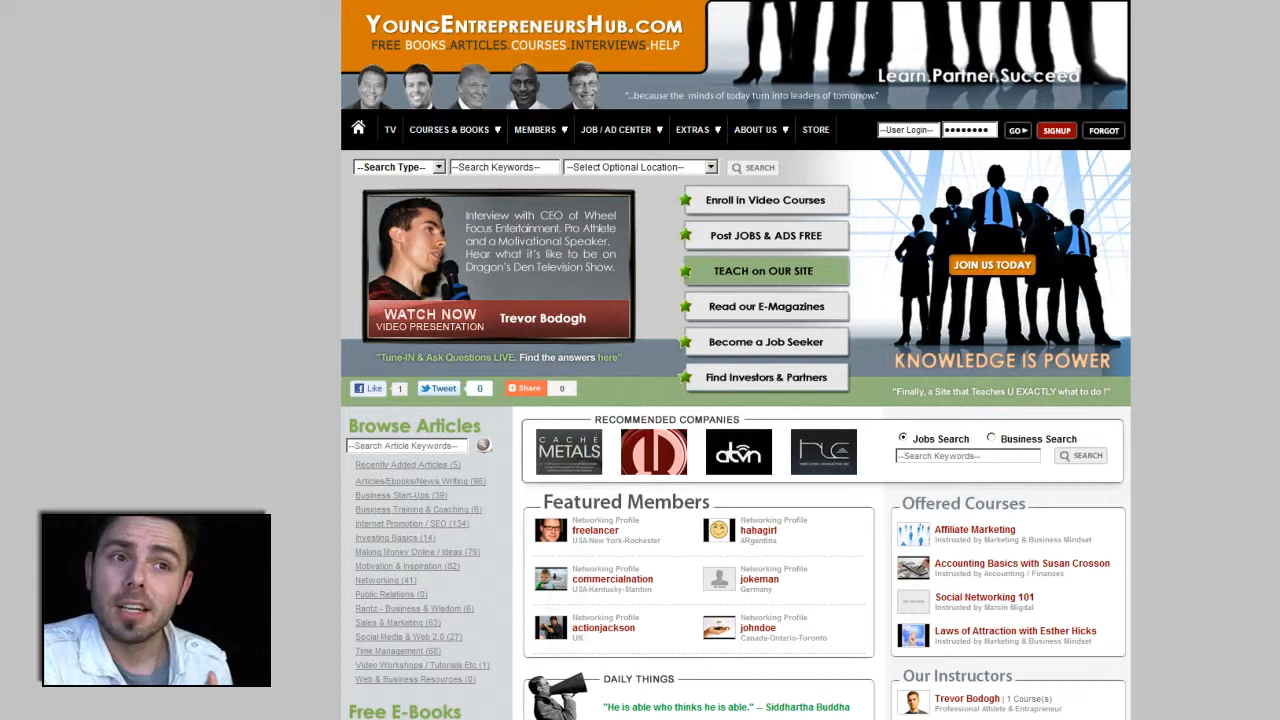 YOUNGENTREPRENEURSHUB.COM
FREE BOOKS.ARTICLES.COURSES.INTERVIEWS.HELP
Learn.Partner.Succeed
"..because the minds of today turn into leaders of tomorrow."
TV COURSES & BOOKS MEMBERS JOB / AD CENTER EXTRAS ABOUT US STORE --User Login-- GO SIGNUP FORGOT
--Search Type-- --Search Keywords-- --Select Optional Location-- SEARCH
Interview with CEO of Wheel
Focus Entertainment, Pro Athlete
and a Motivational Speaker.
Hear what it's like to be on
Dragon's Den Television Show.
WATCH NOW
VIDEO PRESENTATION
Trevor Bodogh
"Tune-IN & Ask Questions LIVE. Find the answers here"
Like 1 Tweet 0 Share 0
Enroll in Video Courses
Post JOBS & ADS FREE
TEACH on OUR SITE
Read our E-Magazines
Become a Job Seeker
Find Investors & Partners
JOIN US TODAY
KNOWLEDGE IS POWER
"Finally, a Site that Teaches U EXACTLY what to do !"
Browse Articles
--Search Article Keywords--
Recently Added Articles (5)
Articles/Ebooks/News Writing (96)
Business Start-Ups (39)
Business Training & Coaching (6)
Internet Promotion / SEO (134)
Investing Basics (14)
Making Money Online / Ideas (79)
Motivation & Inspiration (82)
Networking (41)
Public Relations (0)
Rantz - Business & Wisdom (6)
Sales & Marketing (63)
Social Media & Web 2.0 (27)
Time Management (68)
Video Workshops / Tutorials Etc (1)
Web & Business Resources (0)
Free E-Books
RECOMMENDED COMPANIES
CACHE
METALS
Jobs Search Business Search
--Search Keywords-- SEARCH
Featured Members
Networking Profile
freelancer
USA-New York-Rochester
Networking Profile
hahagirl
ARgentina
Networking Profile
commercialnation
USA-Kentucky-Stanton
Networking Profile
jokeman
Germany
Networking Profile
actionjackson
UK
Networking Profile
johndoe
Canada-Ontario-Toronto
DAILY THINGS
"He is able who thinks he is able." -- Siddhartha Buddha
Offered Courses
Affiliate Marketing
Instructed by Marketing & Business Mindset
Accounting Basics with Susan Crosson
Instructed by Accounting / Finances
Social Networking 101
Instructed by Marcin Migdal
Laws of Attraction with Esther Hicks
Instructed by Marketing & Business Mindset
Our Instructors
Trevor Bodogh | 1 Course(s)
Professional Athlete & Entrepreneur